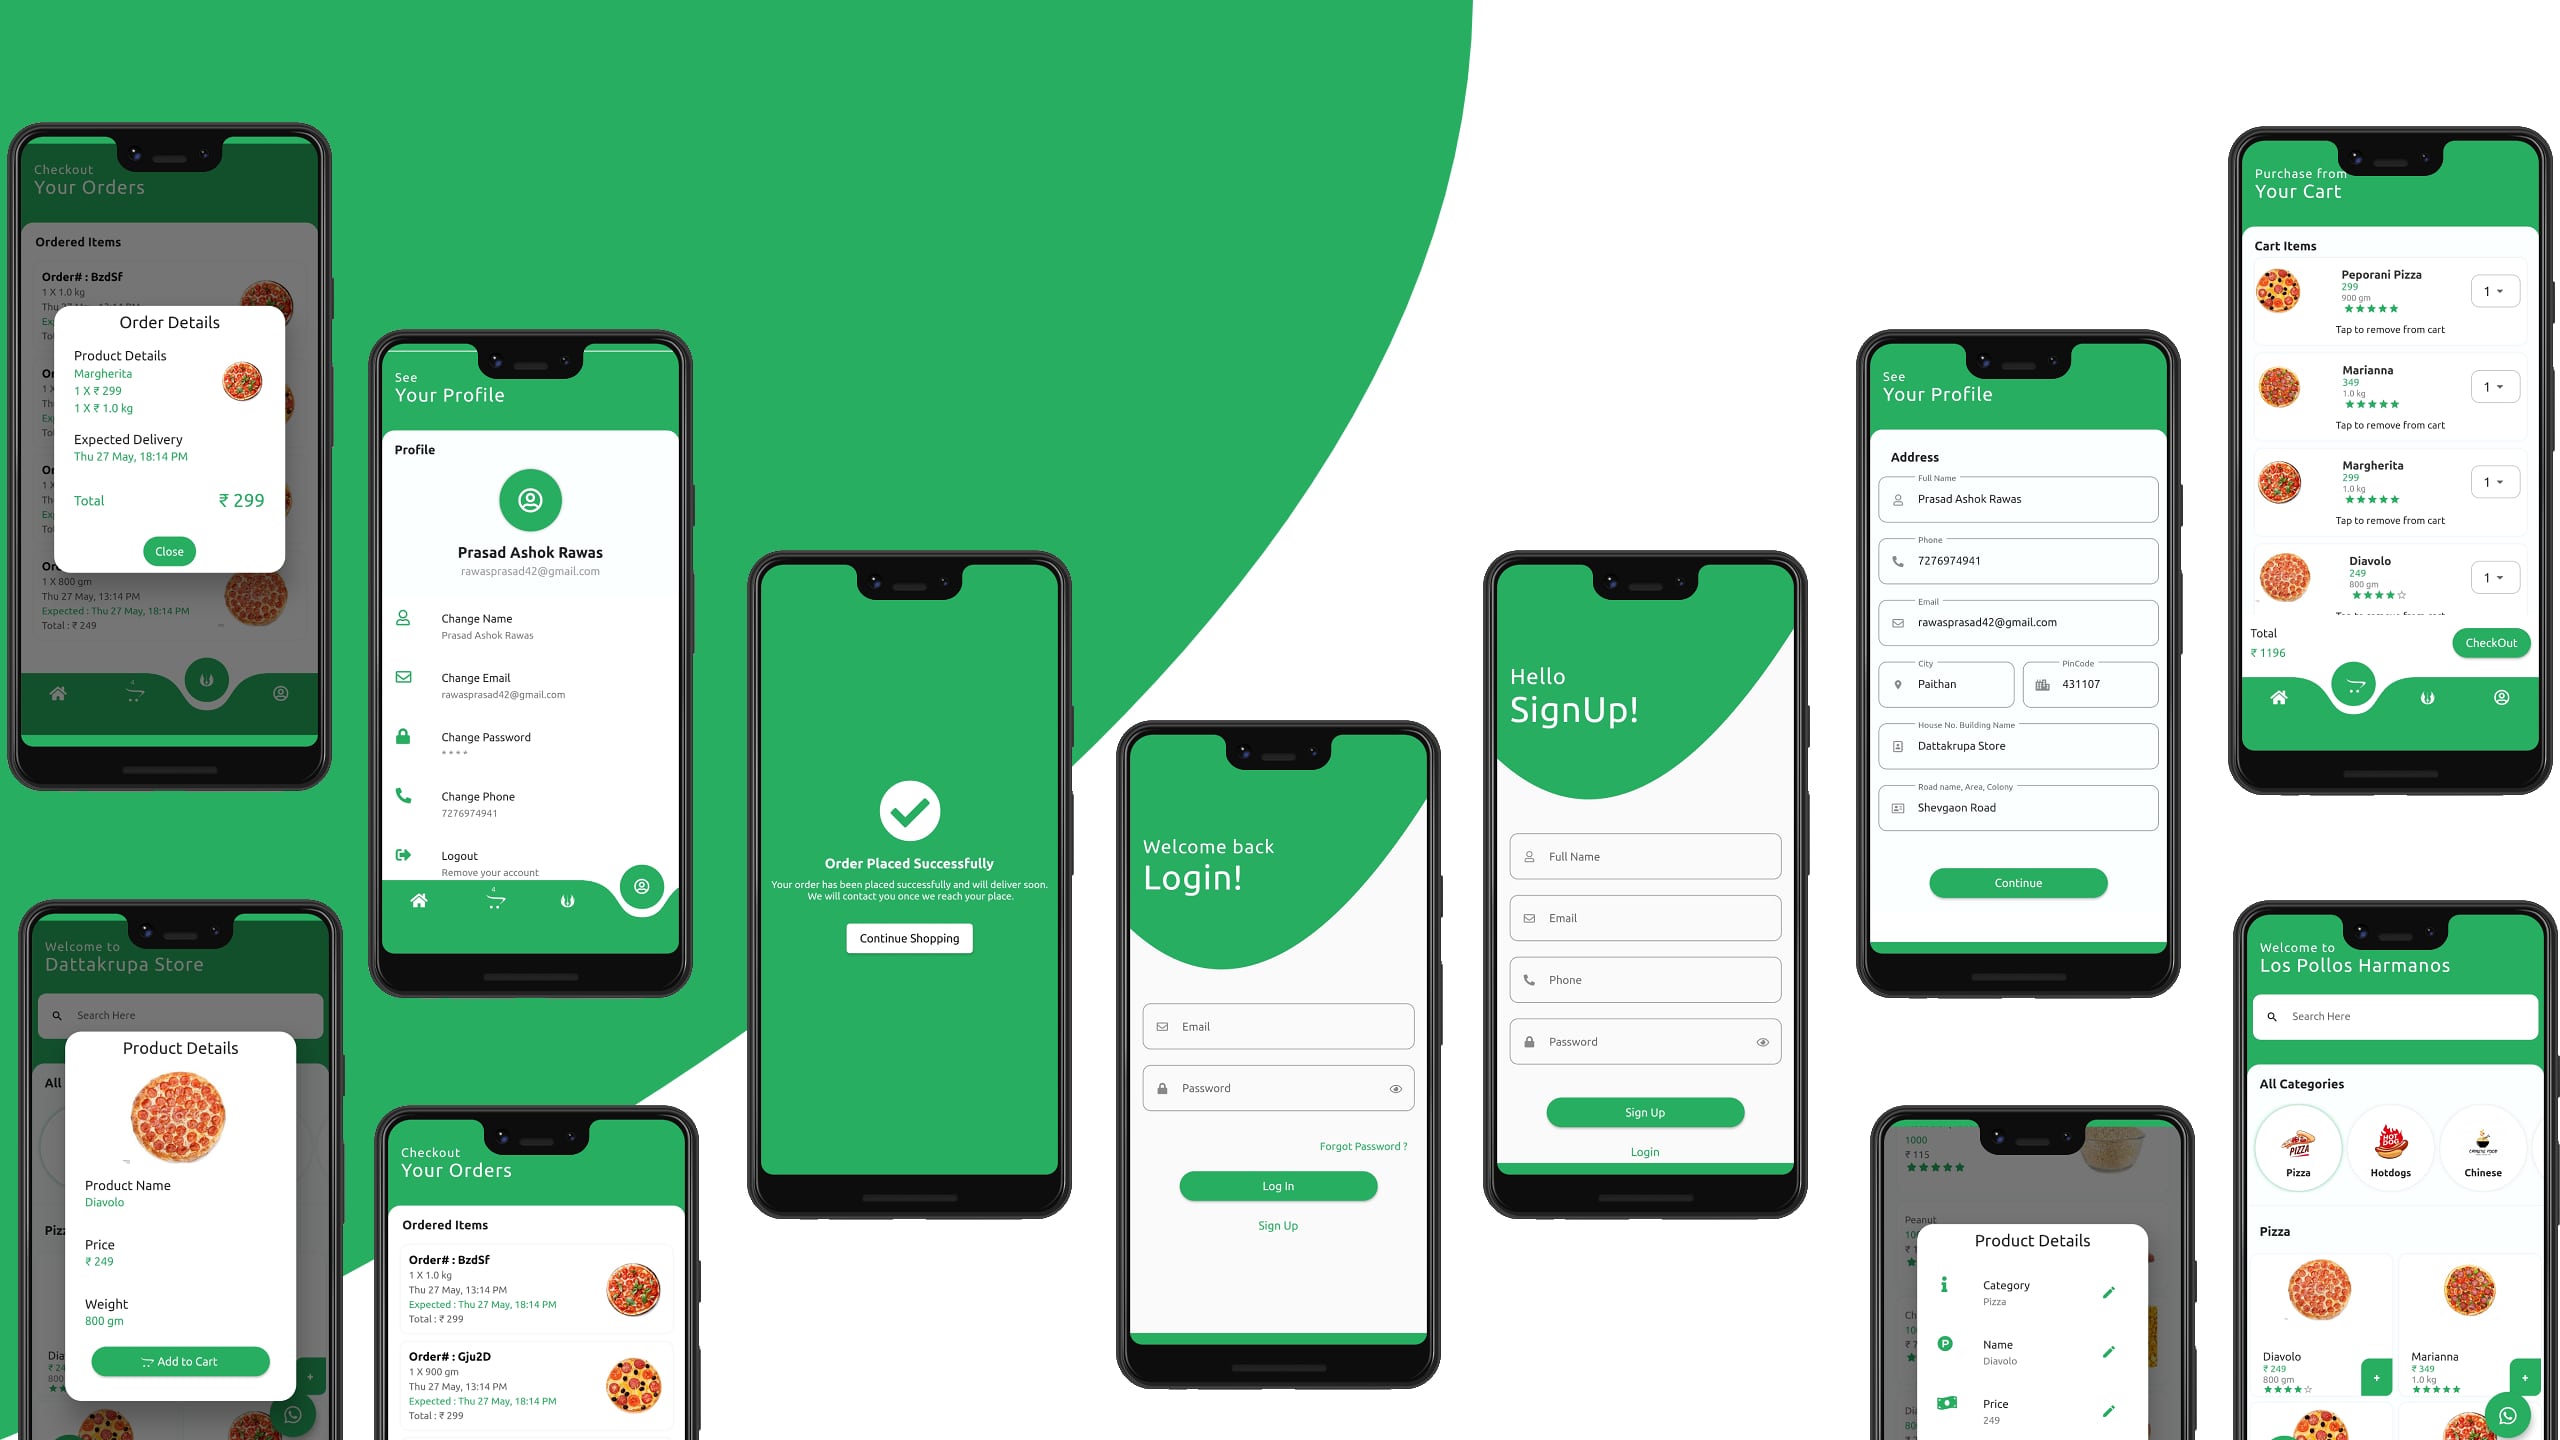 Checkout
Your Orders
Ordered Items
Order# : BzdSf
1 X 1.0 kg
Order Details
Product Details
Margherita
1 X ₹ 299
1 X ₹ 1.0 kg
Expected Delivery
Thu 27 May, 18:14 PM
Total ₹ 299
Close
1 X 800 gm
Thu 27 May, 13:14 PM
Expected : Thu 27 May, 18:14 PM
Total : ₹ 249
4
Welcome to
Dattakrupa Store
Search Here
All
Product Details
Product Name
Diavolo
Price
₹ 249
Weight
800 gm
Add to Cart
+
See
Your Profile
Profile
Prasad Ashok Rawas
rawasprasad42@gmail.com
Change Name
Prasad Ashok Rawas
Change Email
rawasprasad42@gmail.com
Change Password
* * * *
Change Phone
7276974941
Logout
Remove your account
4
Checkout
Your Orders
Ordered Items
Order# : BzdSf
1 X 1.0 kg
Thu 27 May, 13:14 PM
Expected : Thu 27 May, 18:14 PM
Total : ₹ 299
Order# : Gju2D
1 X 900 gm
Thu 27 May, 13:14 PM
Expected : Thu 27 May, 18:14 PM
Total : ₹ 299
Order Placed Successfully
Your order has been placed successfully and will deliver soon.
We will contact you once we reach your place.
Continue Shopping
Welcome back
Login!
Email
Password
Forgot Password ?
Log In
Sign Up
Hello
SignUp!
Full Name
Email
Phone
Password
Sign Up
Login
See
Your Profile
Address
Full Name
Prasad Ashok Rawas
Phone
7276974941
Email
rawasprasad42@gmail.com
City
Paithan
PinCode
431107
House No. Building Name
Dattakrupa Store
Road name, Area, Colony
Shevgaon Road
Continue
1000
₹ 115
Peanut
Product Details
Category
Pizza
Name
Diavolo
Price
249
Purchase from
Your Cart
Cart Items
Peporani Pizza
299
900 gm
1
Tap to remove from cart
Marianna
349
1.0 kg
1
Tap to remove from cart
Margherita
299
1.0 kg
1
Tap to remove from cart
Diavolo
249
800 gm
1
Total
₹ 1196
CheckOut
Welcome to
Los Pollos Harmanos
Search Here
All Categories
PIZZA
HOT DOG
Pizza Hotdogs Chinese
Pizza
Diavolo
₹ 249
800 gm
+
Marianna
₹ 349
1.0 kg
+